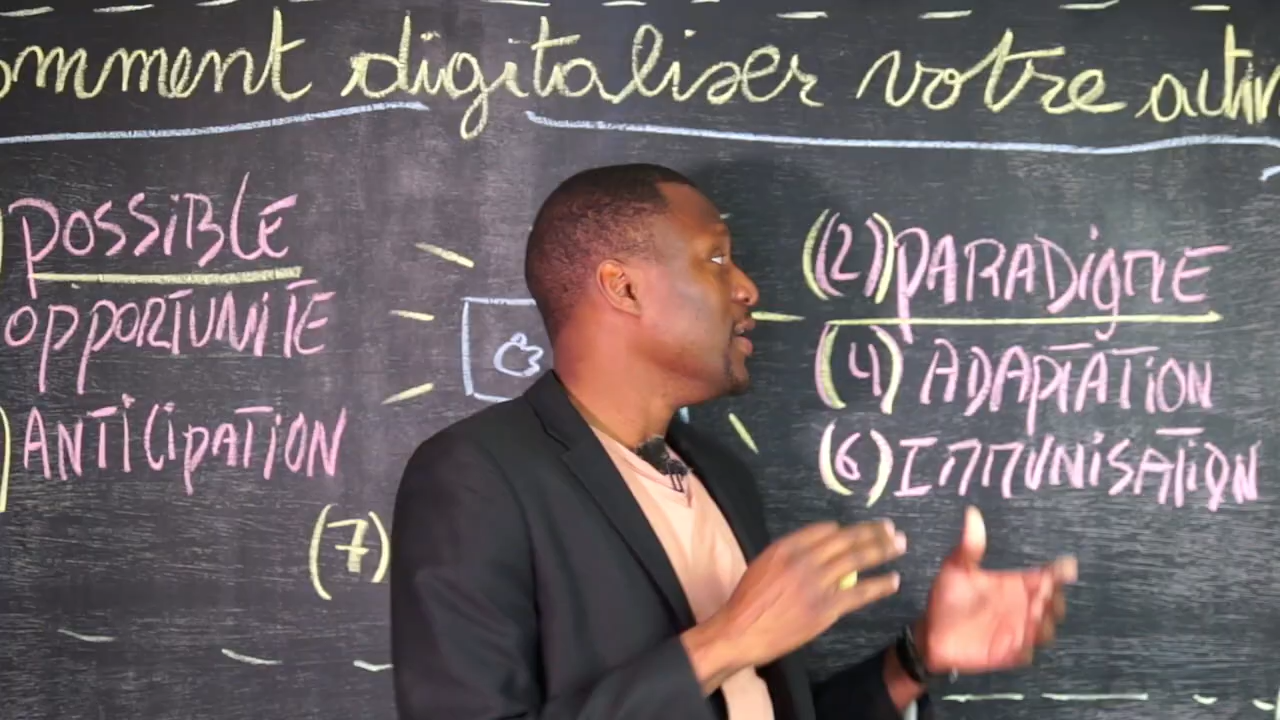 omment digitaliser votre activ
POSSIBLE
OPPORTUNITE
ANTICIPATION
(7)
(2) PARADIGME
(4) ADAPTATION
(6) IMMUNISATION